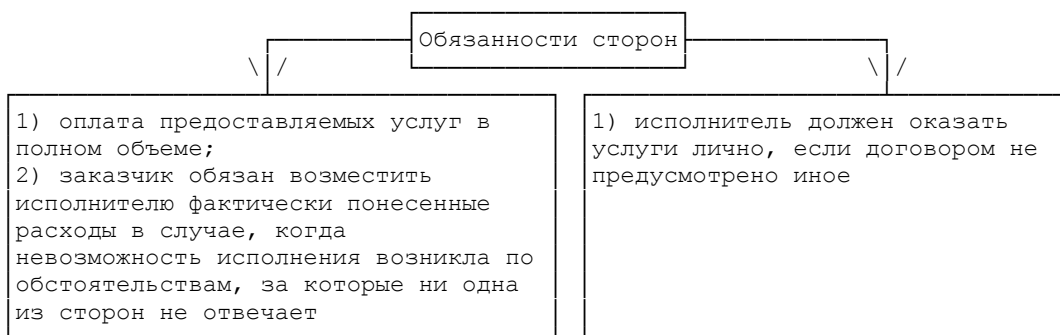 Обязанности сторон
1) оплата предоставляемых услуг в
полном объеме;
2) заказчик обязан возместить
исполнителю фактически понесенные
расходы в случае, когда
невозможность исполнения возникла по
обстоятельствам, за которые ни одна
из сторон не отвечает
1) исполнитель должен оказать
услуги лично, если договором не
предусмотрено иное